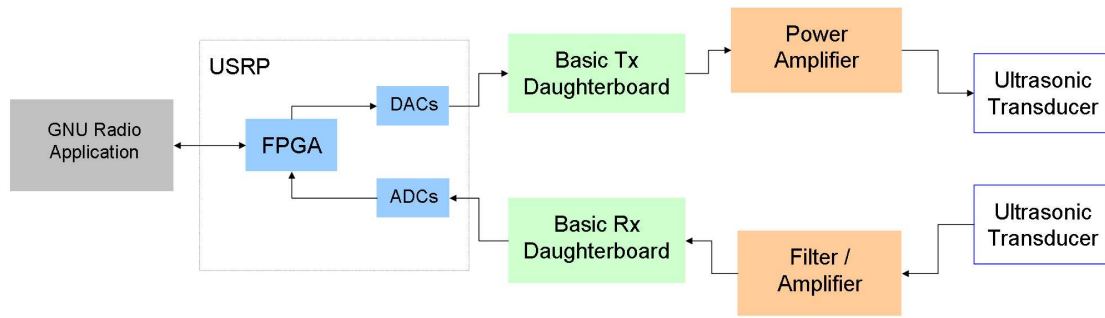 GNU Radio
Application
USRP
FPGA
DACs
ADCs
Basic Tx
Daughterboard
Power
Amplifier
Ultrasonic
Transducer
Basic Rx
Daughterboard
Filter /
Amplifier
Ultrasonic
Transducer